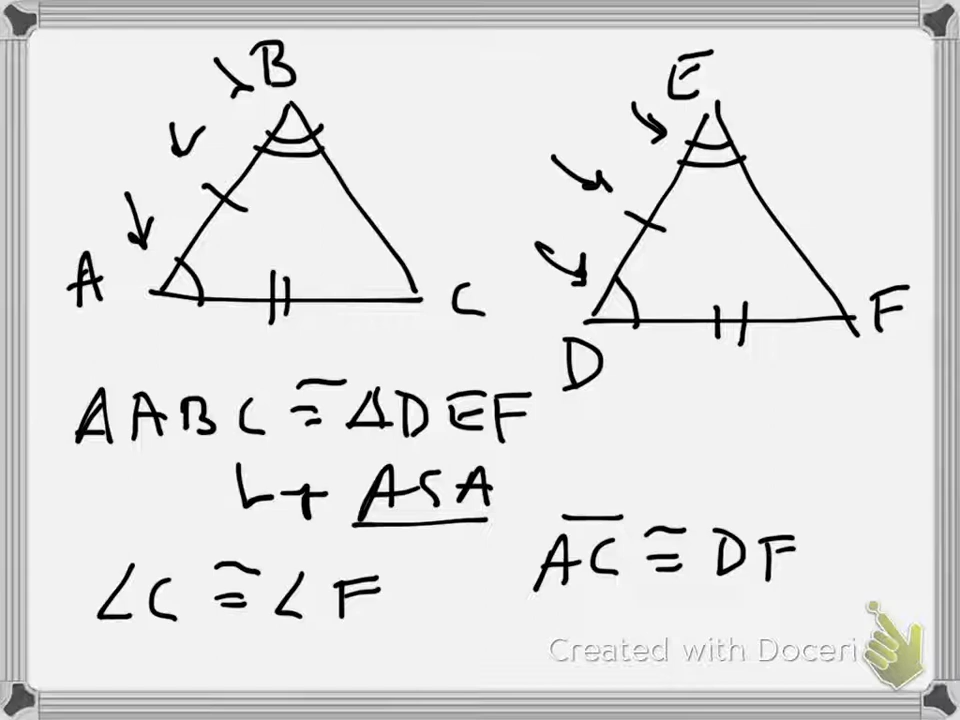 B
E
A
C
F
D
ΔABC ≅ ΔDEF
ASA
∠C ≅ ∠F
AC ≅ DF
Created with Doceri